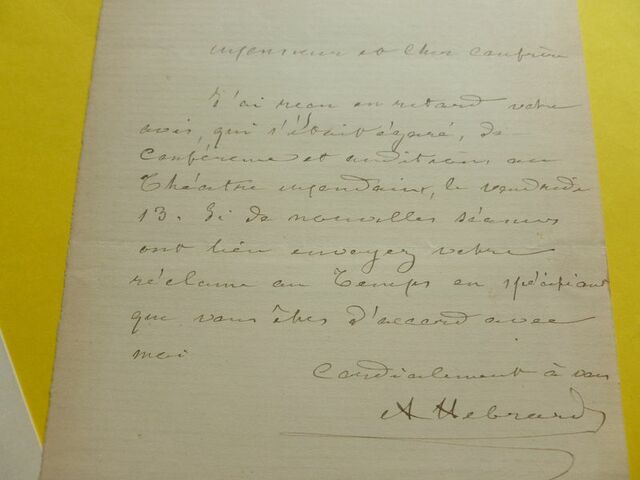 Monsieur et cher confrère
J'ai reçu en retard votre
avis, qui s'était égaré, de
conférence et auditions au
Théatre mondain, le vendredi
13. Si de nouvelles séances
ont lieu envoyez votre
réclame au Temps en spécifiant
que vous êtes d'accord avec
moi
Cordialement à vous
A Hebrard